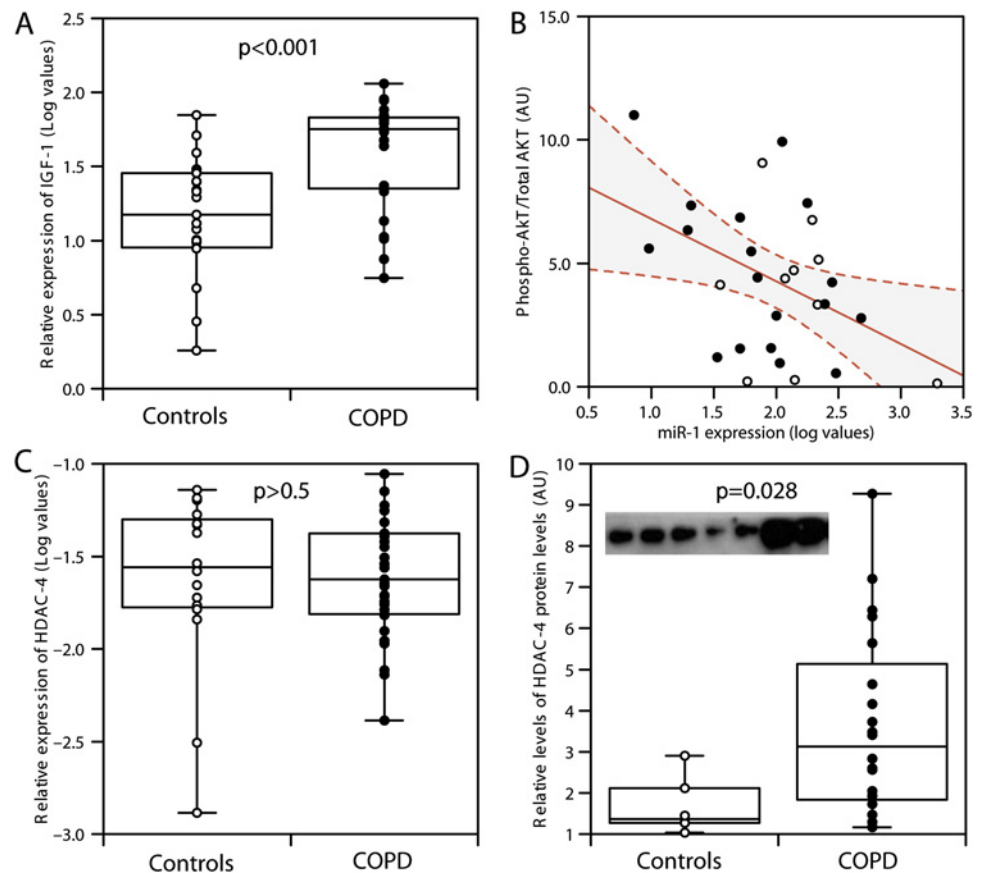 A
Relative expression of IGF-1 (Log values)
2.5
2.0
1.5
1.0
0.5
0.0
p<0.001
Controls
COPD
B
Phospho-AkT/Total AKT (AU)
15.0
10.0
5.0
0.0
0.5
1.0
1.5
2.0
2.5
3.0
3.5
miR-1 expression (log values)
C
Relative expression of HDAC-4 (Log values)
−1.0
−1.5
−2.0
−2.5
−3.0
p>0.5
Controls
COPD
D
Relative levels of HDAC-4 protein levels (AU)
10
9
8
7
6
5
4
3
2
1
p=0.028
Controls
COPD